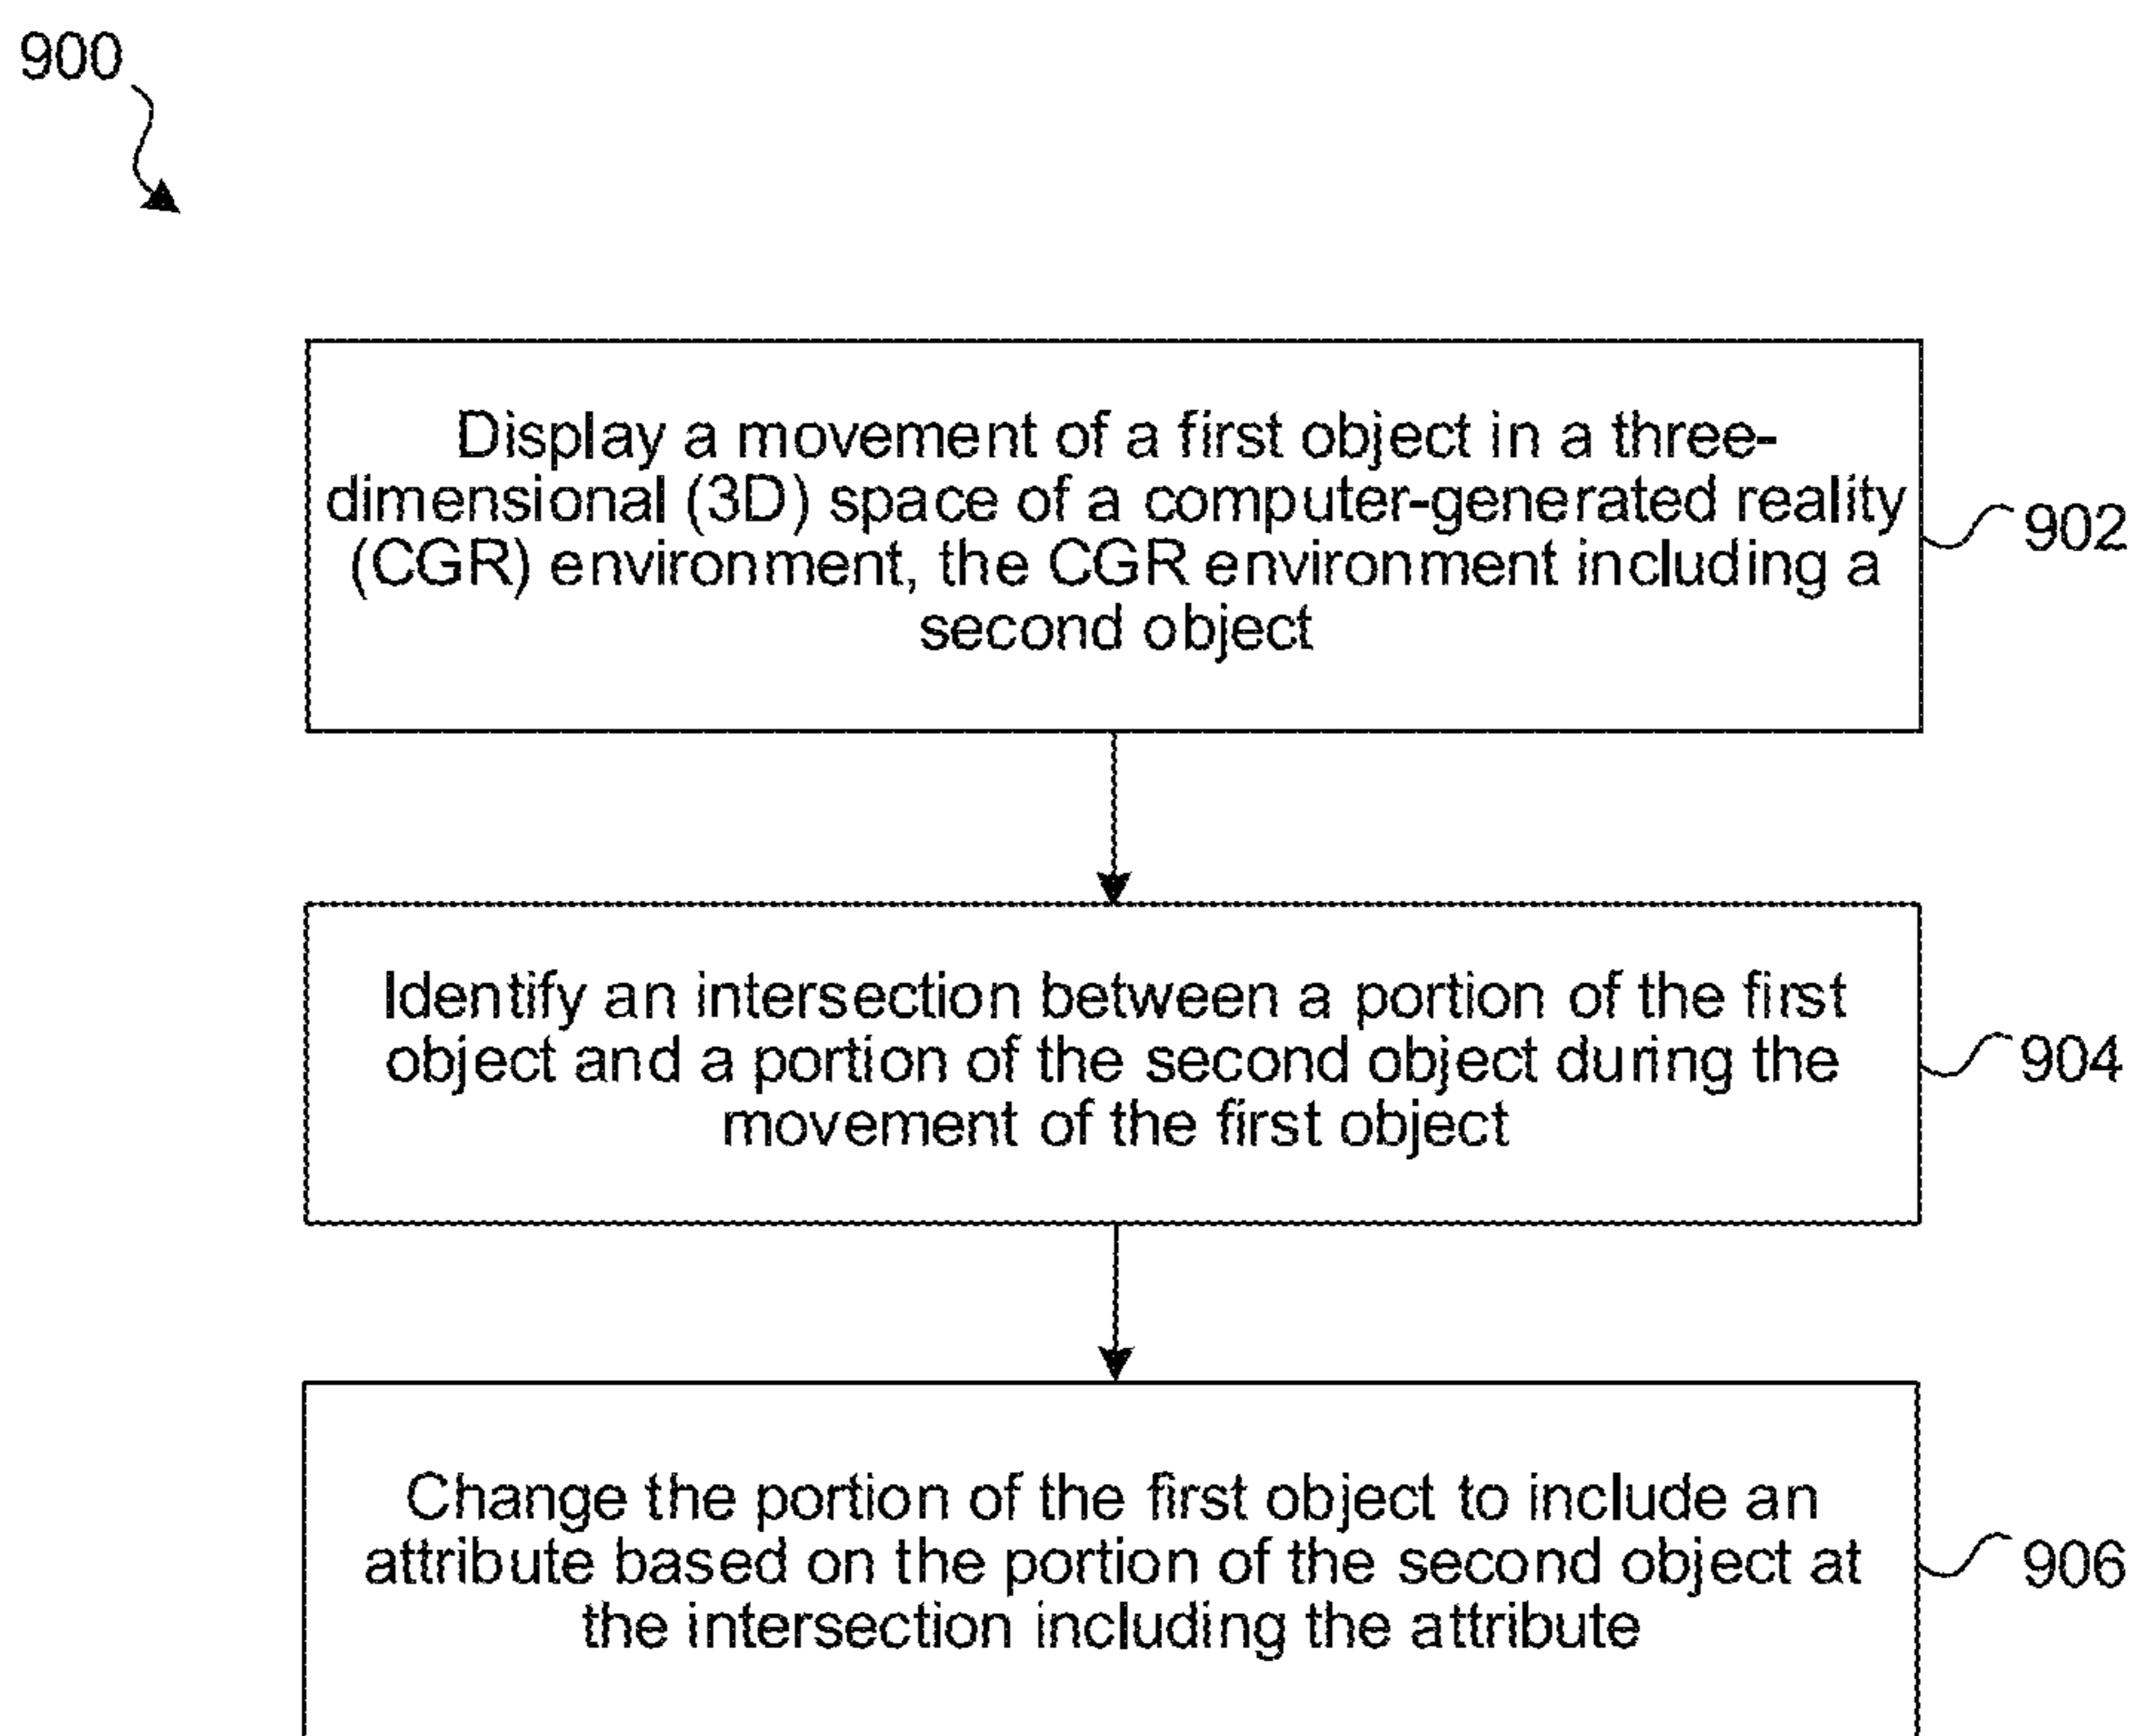 900
Display a movement of a first object in a three-
dimensional (3D) space of a computer-generated reality
(CGR) environment, the CGR environment including a
second object
902
Identify an intersection between a portion of the first
object and a portion of the second object during the
movement of the first object
904
Change the portion of the first object to include an
attribute based on the portion of the second object at
the intersection including the attribute
906